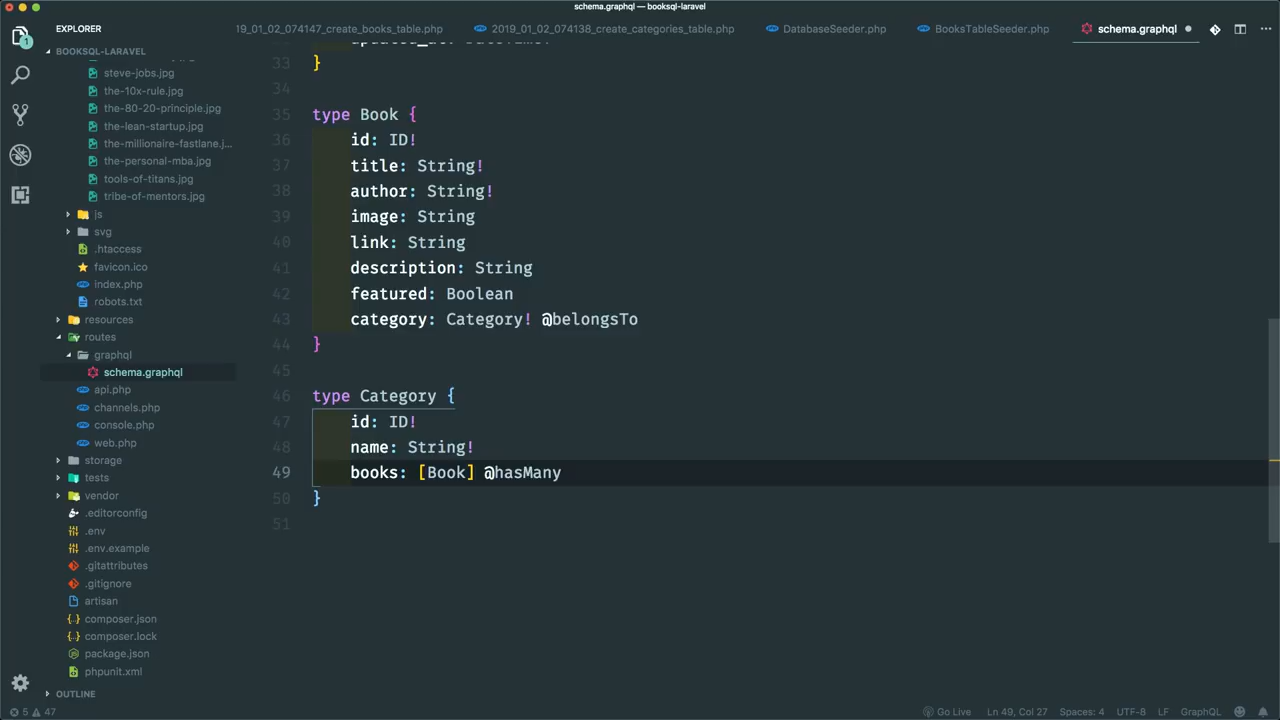 schema.graphql — booksql-laravel
EXPLORER
19_01_02_074147_create_books_table.php
2019_01_02_074138_create_categories_table.php
DatabaseSeeder.php
BooksTableSeeder.php
schema.graphql
BOOKSQL-LARAVEL
steve-jobs.jpg
the-10x-rule.jpg
the-80-20-principle.jpg
the-lean-startup.jpg
the-millionaire-fastlane.j...
the-personal-mba.jpg
tools-of-titans.jpg
tribe-of-mentors.jpg
js
svg
.htaccess
favicon.ico
index.php
robots.txt
resources
routes
graphql
schema.graphql
api.php
channels.php
console.php
web.php
storage
tests
vendor
.editorconfig
.env
.env.example
.gitattributes
.gitignore
artisan
composer.json
composer.lock
package.json
phpunit.xml
OUTLINE
33 }
34
35 type Book {
36 id: ID!
37 title: String!
38 author: String!
39 image: String
40 link: String
41 description: String
42 featured: Boolean
43 category: Category! @belongsTo
44 }
45
46 type Category {
47 id: ID!
48 name: String!
49 books: [Book] @hasMany
50 }
51
5 47
Go Live Ln 49, Col 27 Spaces: 4 UTF-8 LF GraphQL
1